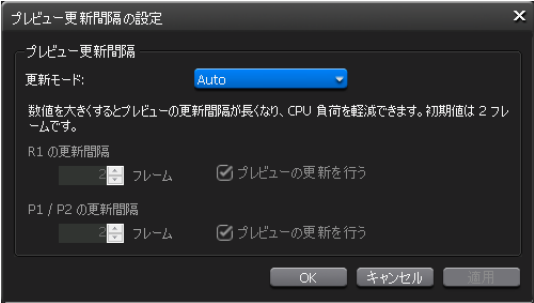 プレビュー更新間隔の設定
プレビュー更新間隔
更新モード: Auto
数値を大きくするとプレビューの更新間隔が長くなり、CPU 負荷を軽減できます。初期値は 2 フレ
ームです。
R1 の更新間隔
2 フレーム プレビューの更新を行う
P1 / P2 の更新間隔
2 フレーム プレビューの更新を行う
OK キャンセル 適用